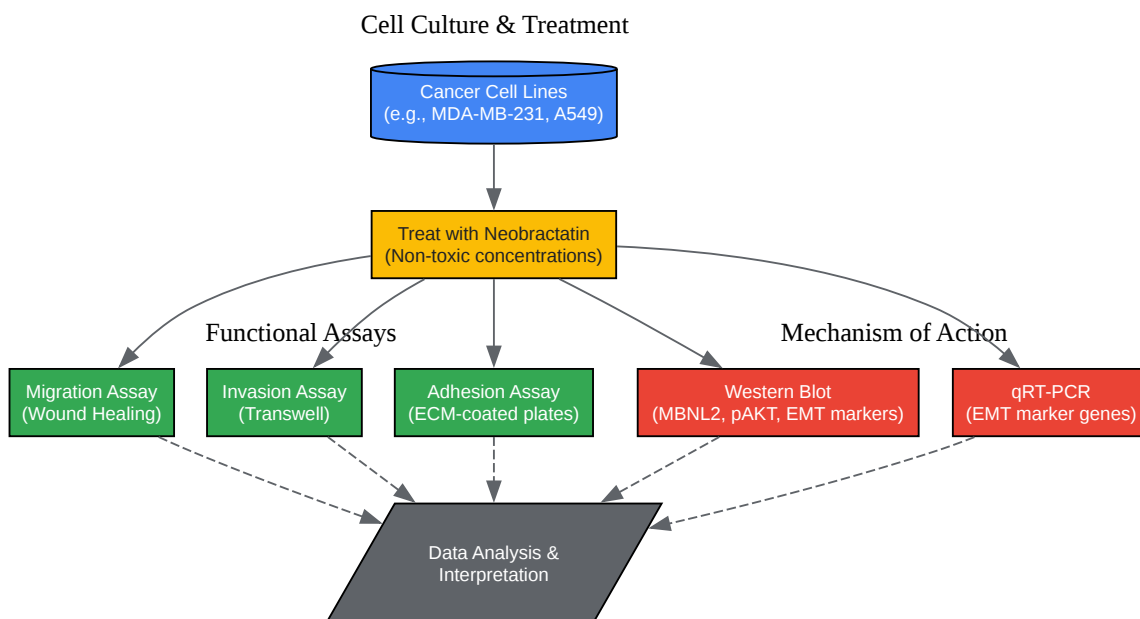 Cell Culture & Treatment
Cancer Cell Lines
(e.g., MDA-MB-231, A549)
Treat with Neobractatin
(Non-toxic concentrations)
Functional Assays
Mechanism of Action
Migration Assay
(Wound Healing)
Invasion Assay
(Transwell)
Adhesion Assay
(ECM-coated plates)
Western Blot
(MBNL2, pAKT, EMT markers)
qRT-PCR
(EMT marker genes)
Data Analysis &
Interpretation